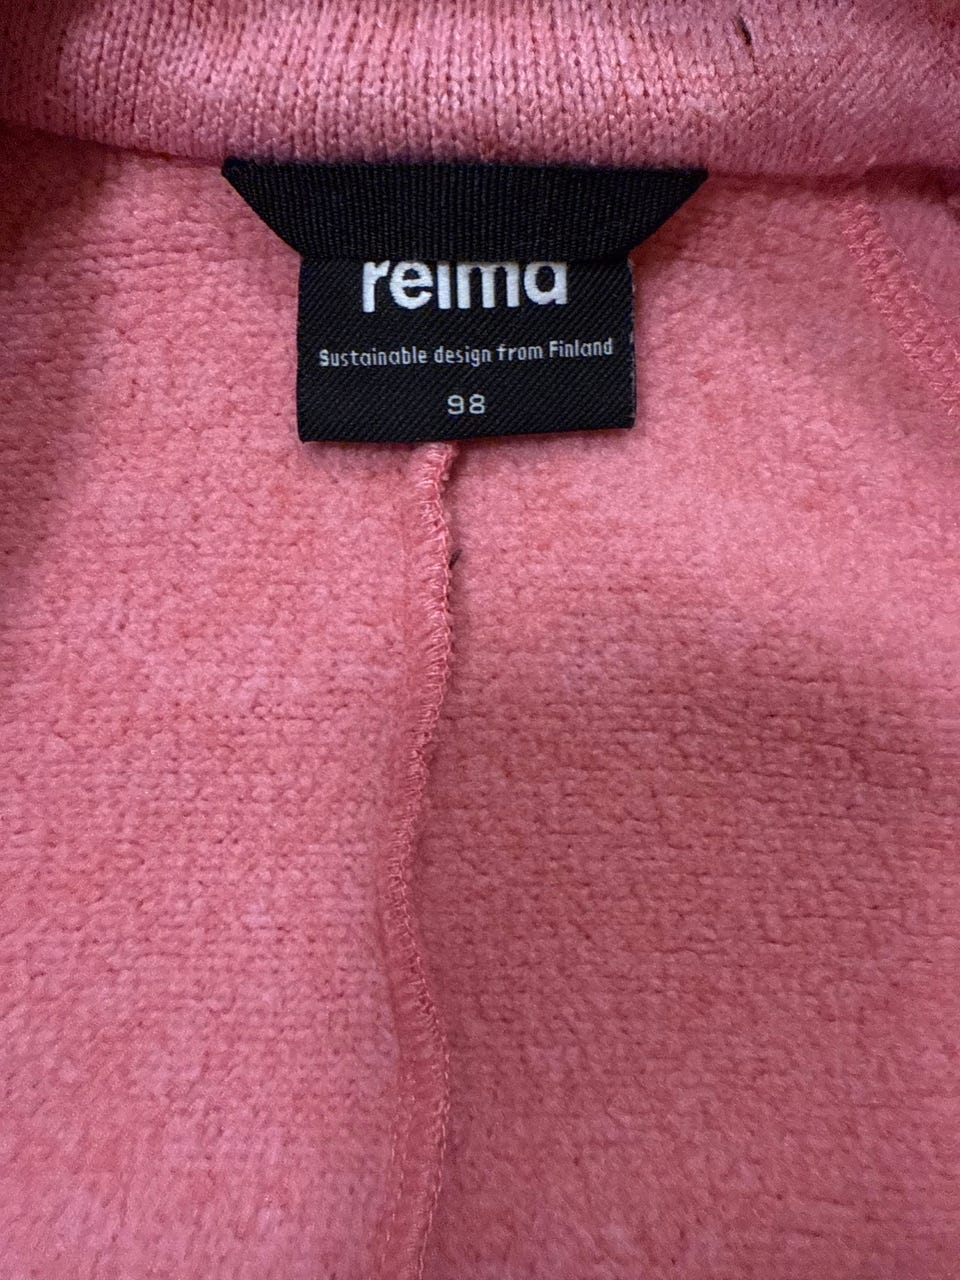 reima
Sustainable design from Finland
98